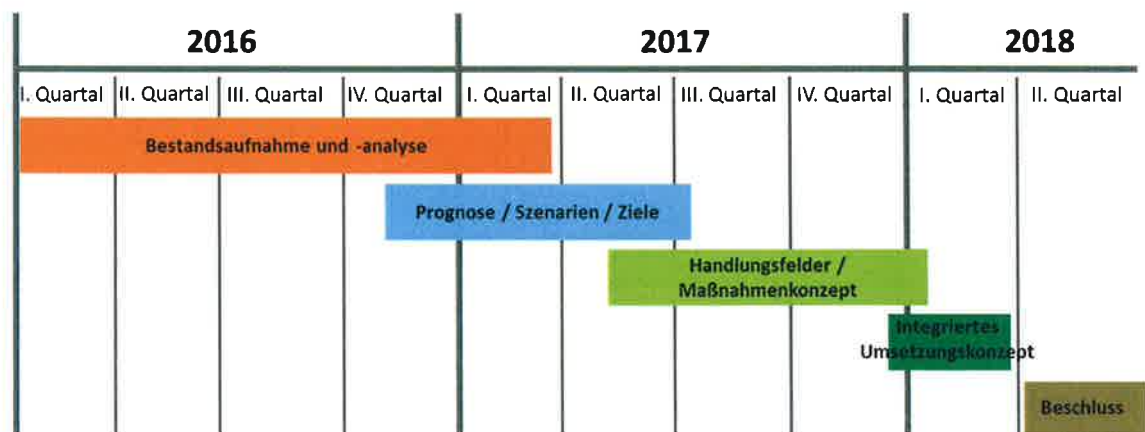 2016 2017 2018
I. Quartal II. Quartal III. Quartal IV. Quartal I. Quartal II. Quartal III. Quartal IV. Quartal I. Quartal II. Quartal
Bestandsaufnahme und -analyse
Prognose / Szenarien / Ziele
Handlungsfelder /
Maßnahmenkonzept
Integriertes
Umsetzungskonzept
Beschluss